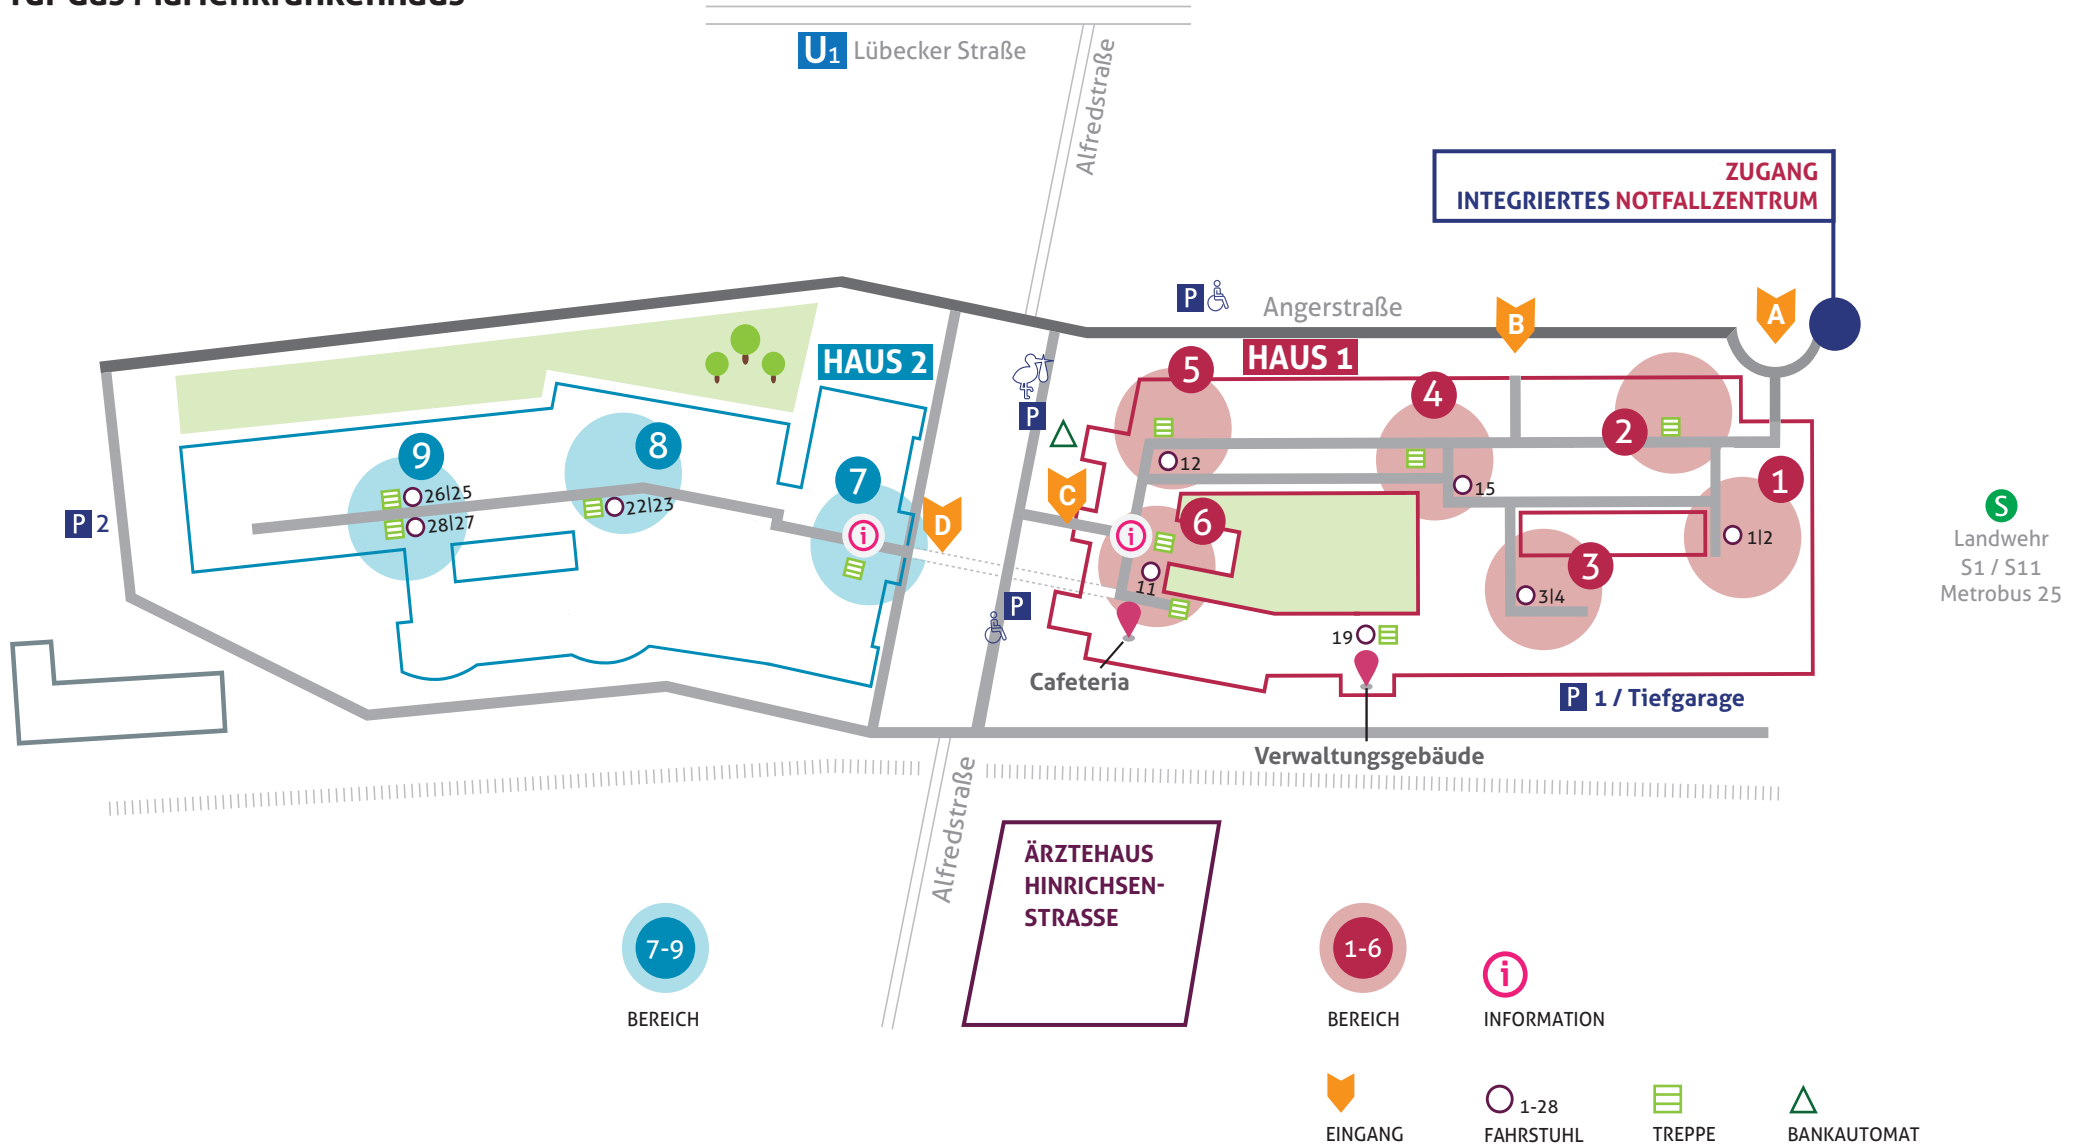 für das Marienkrankenhaus
U1 Lübecker Straße
Alfredstraße
ZUGANG
INTEGRIERTES NOTFALLZENTRUM
P
Angerstraße
B
A
HAUS 2
HAUS 1
5
4
2
1
P
9
8
7
26|25
28|27
22|23
12
15
C
D
6
i
i
11
3
1|2
3|4
P 2
S
Landwehr
S1 / S11
Metrobus 25
P
19
Cafeteria
P 1 / Tiefgarage
Verwaltungsgebäude
Alfredstraße
ÄRZTEHAUS
HINRICHSEN-
STRASSE
7-9
BEREICH
1-6
BEREICH
i
INFORMATION
EINGANG
1-28
FAHRSTUHL
TREPPE
BANKAUTOMAT